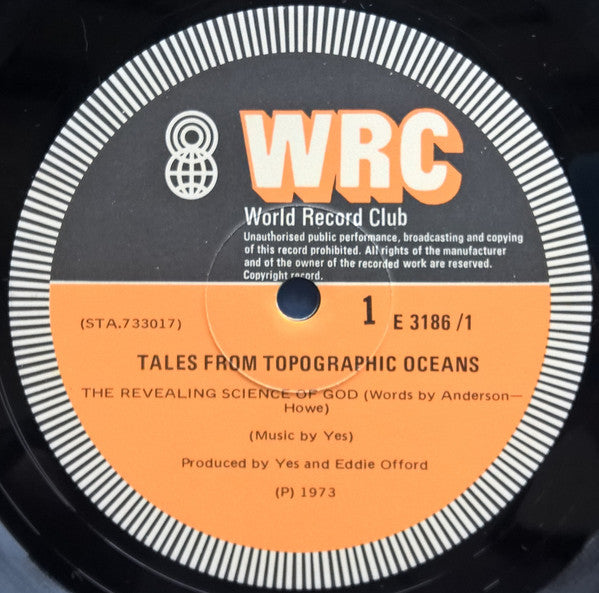 WRC
World Record Club
Unauthorised public performance, broadcasting and copying
of this record prohibited. All rights of the manufacturer
and of the owner of the recorded work are reserved.
Copyright record.
(STA.733017)
1 E 3186 /1
TALES FROM TOPOGRAPHIC OCEANS
THE REVEALING SCIENCE OF GOD (Words by Anderson—
Howe)
(Music by Yes)
Produced by Yes and Eddie Offord
(P) 1973